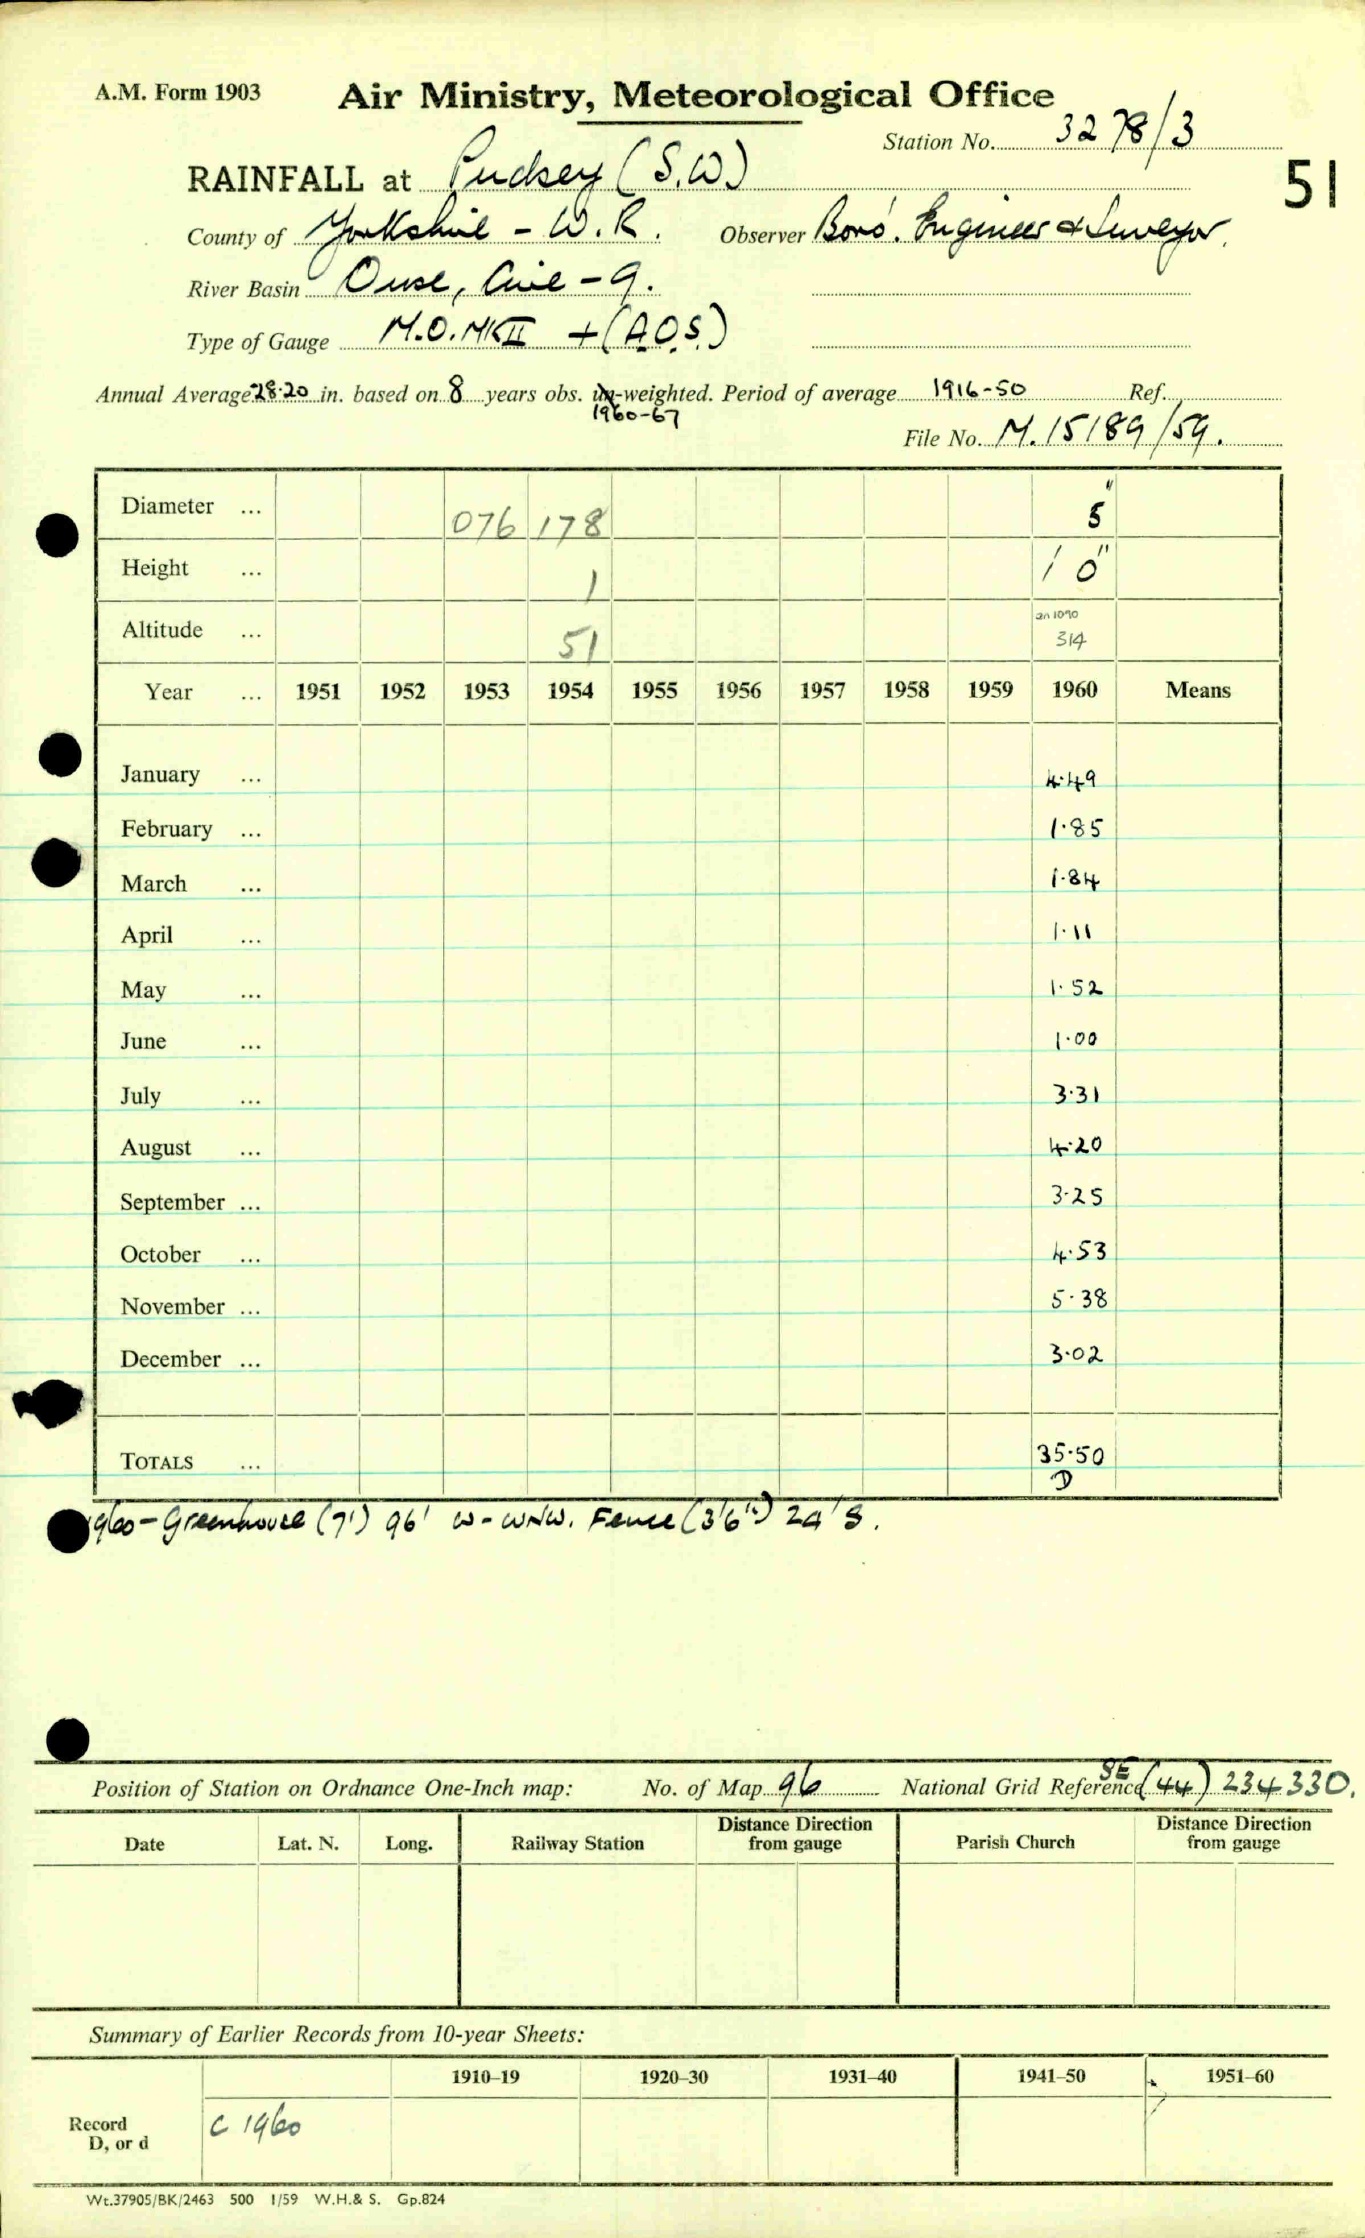 A.M. Form 1903 Air Ministry, Meteorological Office
Station No. 3278/3
RAINFALL at Pudsey (S.W) 51
County of Yorkshire - W.R. Observer Boro'. Engineer & Surveyor.
River Basin Ouse, Aire - 9.
Type of Gauge M.O. MKII + (A.O.S.)
Annual Average 28.20 in. based on 8 years obs. un-weighted. Period of average 1916-50 Ref.
1960-67
File No. M.15189/59.
Diameter ... 076 178 5"
Height ... 1 1' 0"
Altitude ... 51 314
Year ... 1951 1952 1953 1954 1955 1956 1957 1958 1959 1960 Means
January ... 4.49
February ... 1.85
March ... 1.84
April ... 1.11
May ... 1.52
June ... 1.00
July ... 3.31
August ... 4.20
September ... 3.25
October ... 4.53
November ... 5.38
December ... 3.02
TOTALS ... 35.50
D
1960 - Greenhouse (7') 96' W - WNW. Fence (3'6") 24' S.
Position of Station on Ordnance One-Inch map: No. of Map 96 National Grid Reference SE (44) 234330.
Date Lat. N. Long. Railway Station Distance Direction from gauge Parish Church Distance Direction from gauge
Summary of Earlier Records from 10-year Sheets:
1910–19 1920–30 1931–40 1941–50 1951–60
Record C 1960
D, or d
Wt.37905/BK/2463 500 1/59 W.H.& S. Gp.824